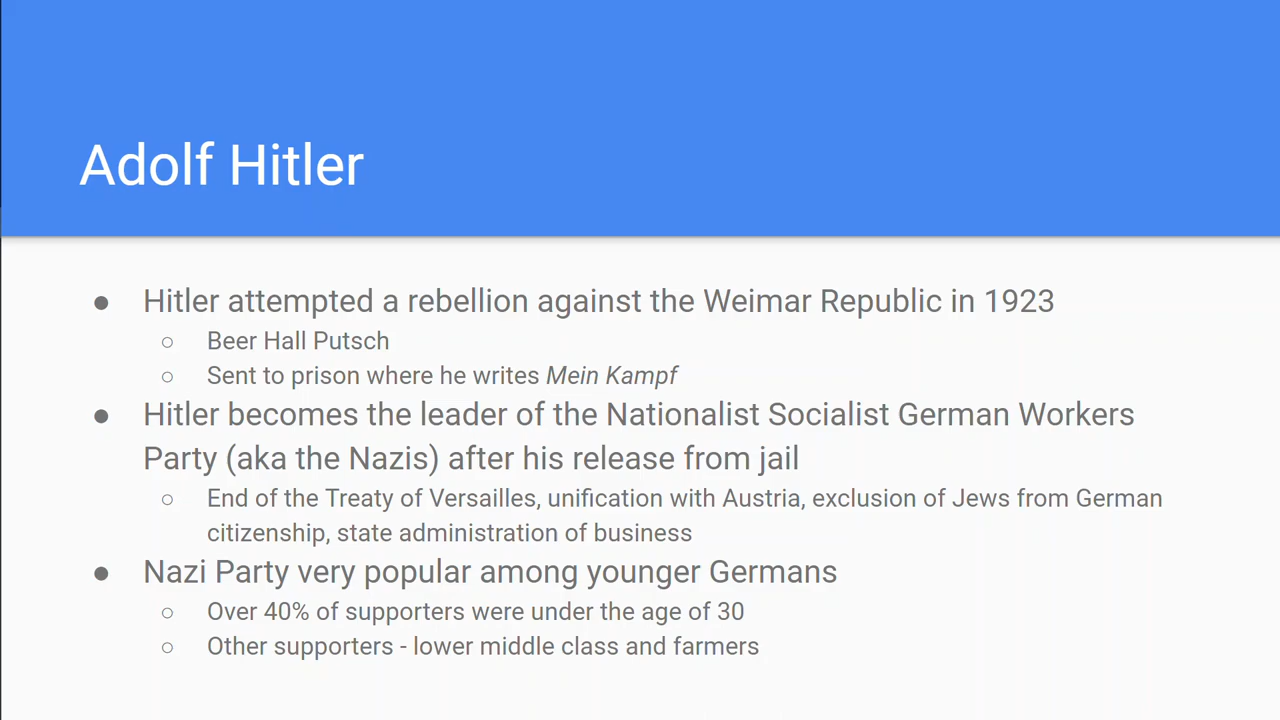 Adolf Hitler
● Hitler attempted a rebellion against the Weimar Republic in 1923
○ Beer Hall Putsch
○ Sent to prison where he writes Mein Kampf
● Hitler becomes the leader of the Nationalist Socialist German Workers
Party (aka the Nazis) after his release from jail
○ End of the Treaty of Versailles, unification with Austria, exclusion of Jews from German
citizenship, state administration of business
● Nazi Party very popular among younger Germans
○ Over 40% of supporters were under the age of 30
○ Other supporters - lower middle class and farmers